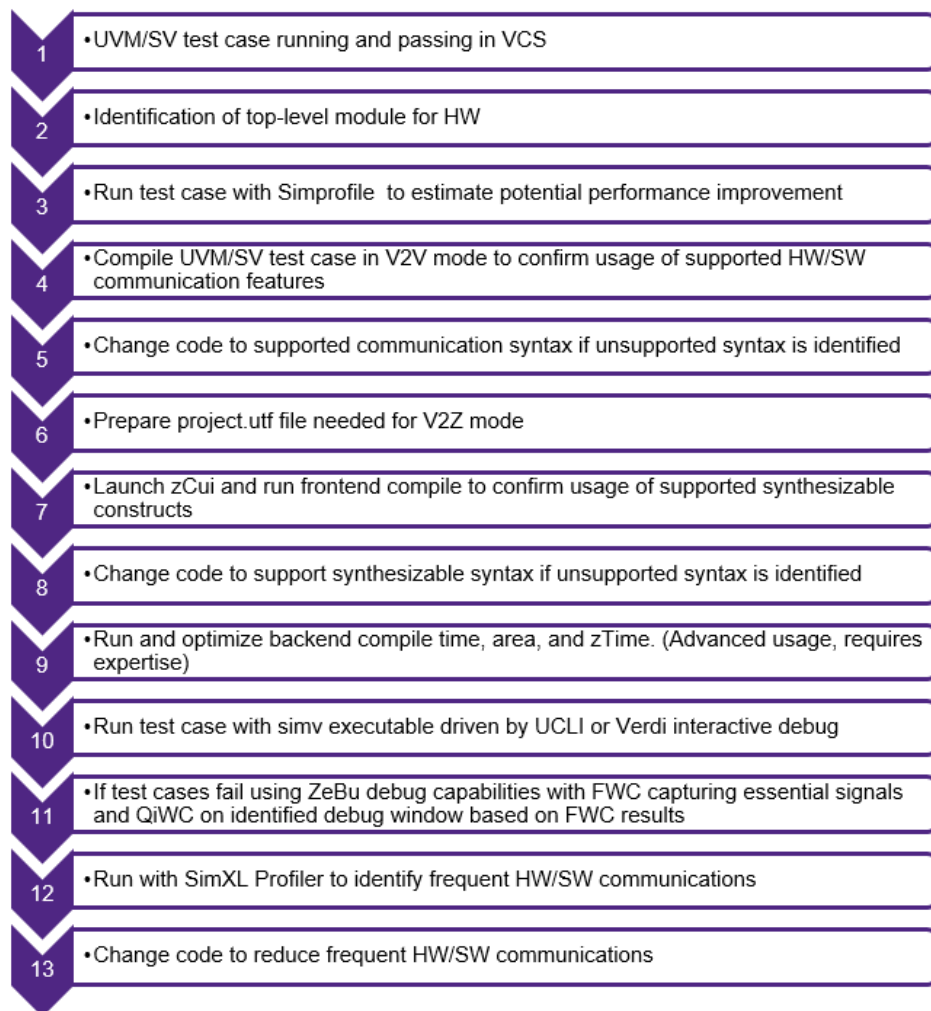 1
•UVM/SV test case running and passing in VCS
2
•Identification of top-level module for HW
3
•Run test case with Simprofile  to estimate potential performance improvement
4
•Compile UVM/SV test case in V2V mode to confirm usage of supported HW/SW
communication features
5
•Change code to supported communication syntax if unsupported syntax is identified
6
•Prepare project.utf file needed for V2Z mode
7
•Launch zCui and run frontend compile to confirm usage of supported synthesizable
constructs
8
•Change code to support synthesizable syntax if unsupported syntax is identified
9
•Run and optimize backend compile time, area, and zTime. (Advanced usage, requires
expertise)
10
•Run test case with simv executable driven by UCLI or Verdi interactive debug
11
•If test cases fail using ZeBu debug capabilities with FWC capturing essential signals
and QiWC on identified debug window based on FWC results
12
•Run with SimXL Profiler to identify frequent HW/SW communications
13
•Change code to reduce frequent HW/SW communications